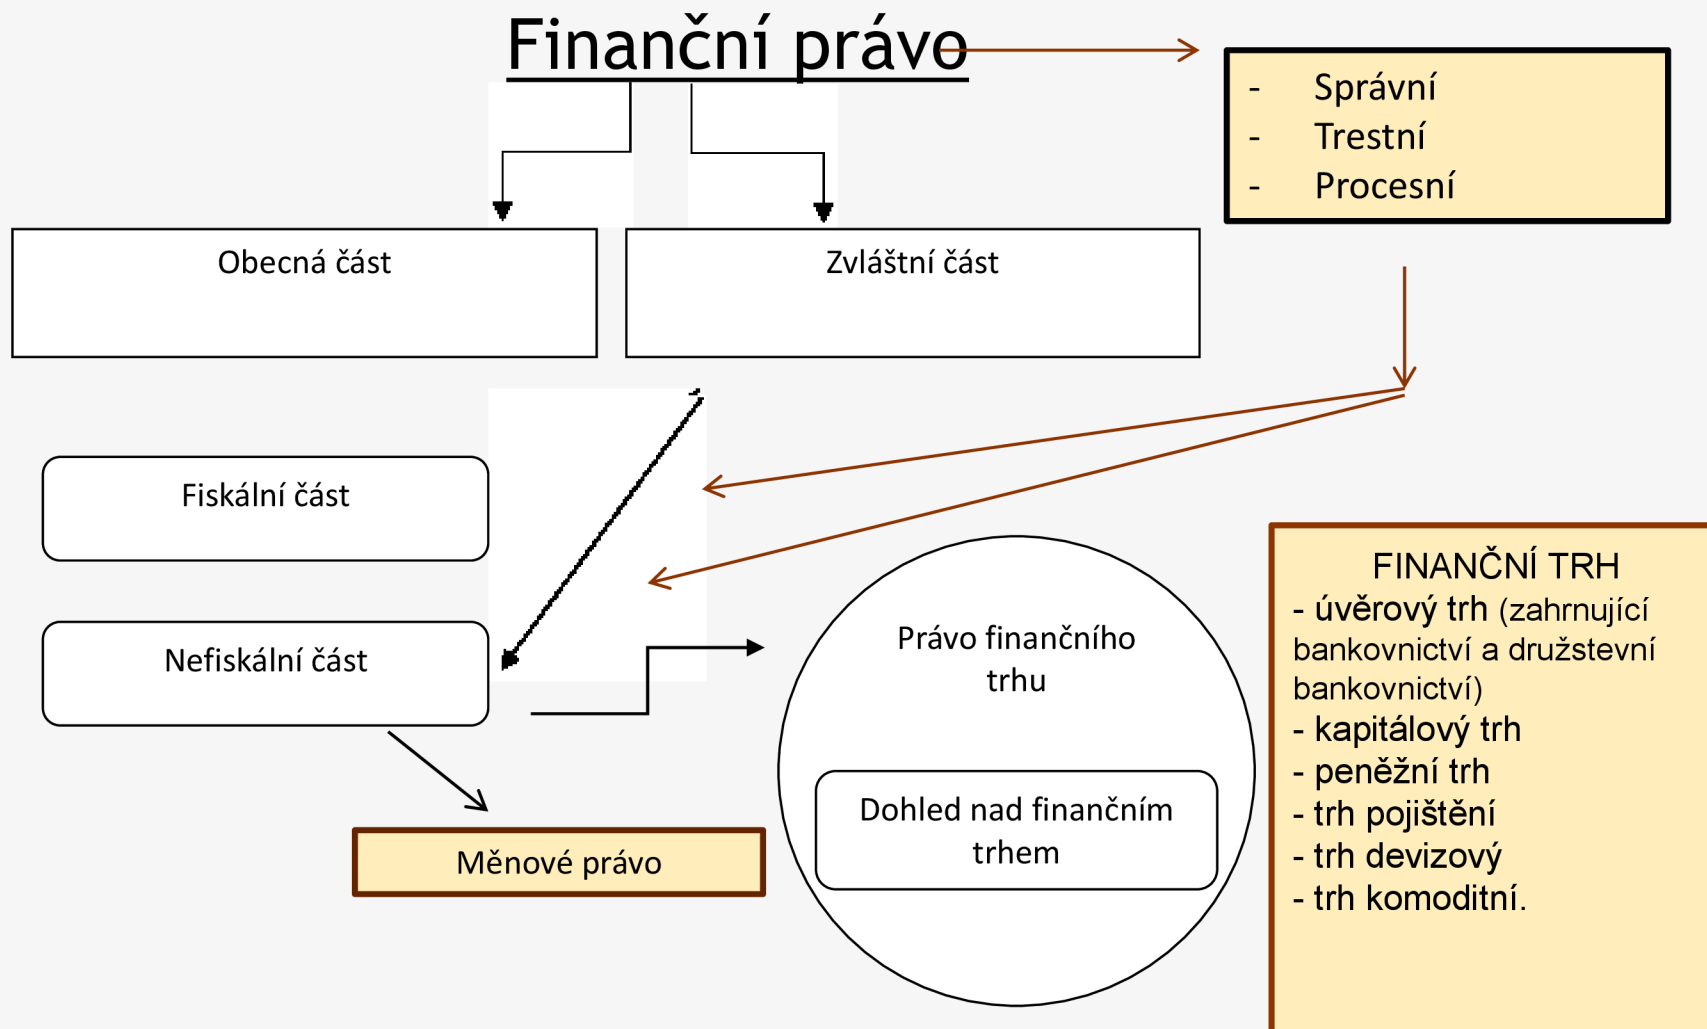 Finanční právo
- Správní
- Trestní
- Procesní
Obecná část
Zvláštní část
Fiskální část
Nefiskální část
Měnové právo
Právo finančního
trhu
Dohled nad finančním
trhem
FINANČNÍ TRH
- úvěrový trh (zahrnující
bankovnictví a družstevní
bankovnictví)
- kapitálový trh
- peněžní trh
- trh pojištění
- trh devizový
- trh komoditní.